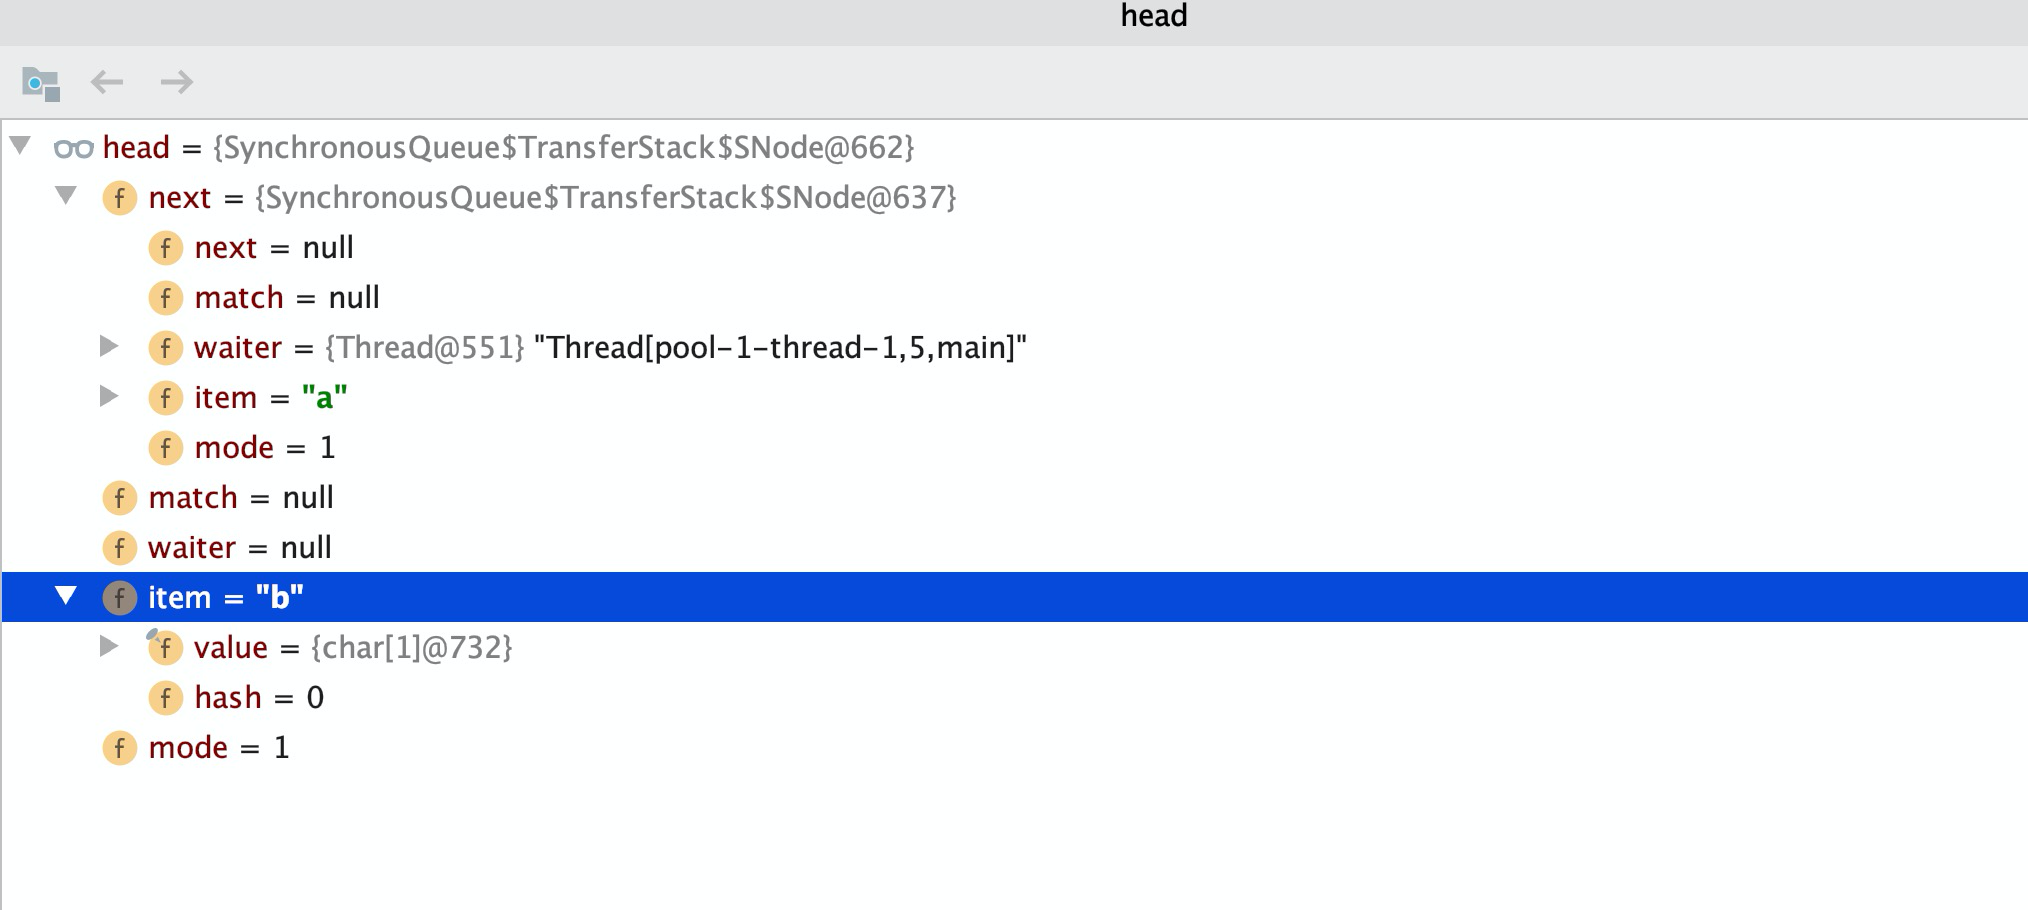 head
head = {SynchronousQueue$TransferStack$SNode@662}
f next = {SynchronousQueue$TransferStack$SNode@637}
f next = null
f match = null
f waiter = {Thread@551} "Thread[pool-1-thread-1,5,main]"
f item = "a"
f mode = 1
f match = null
f waiter = null
f item = "b"
f value = {char[1]@732}
f hash = 0
f mode = 1